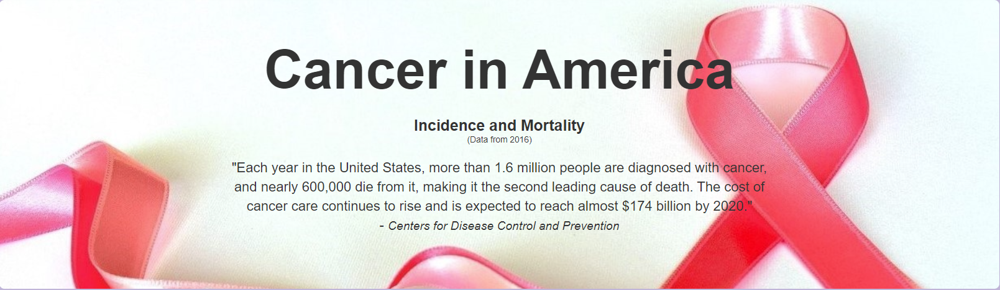 Cancer in America
Incidence and Mortality
(Data from 2016)
"Each year in the United States, more than 1.6 million people are diagnosed with cancer,
and nearly 600,000 die from it, making it the second leading cause of death. The cost of
cancer care continues to rise and is expected to reach almost $174 billion by 2020."
- Centers for Disease Control and Prevention